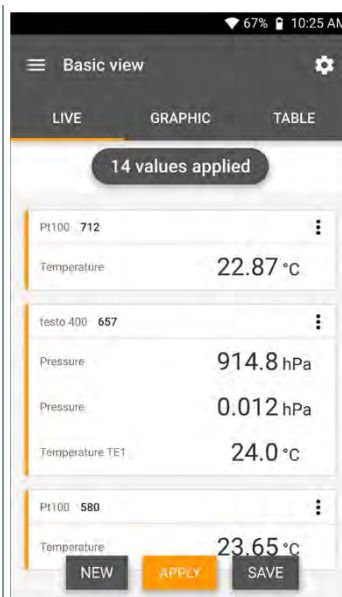 67% 10:25 AM
Basic view
LIVE GRAPHIC TABLE
14 values applied
Pt100 712
Temperature 22.87 °C
testo 400 657
Pressure 914.8 hPa
Pressure 0.012 hPa
Temperature TE1 24.0 °C
Pt100 580
Temperature 23.65 °C
NEW APPLY SAVE